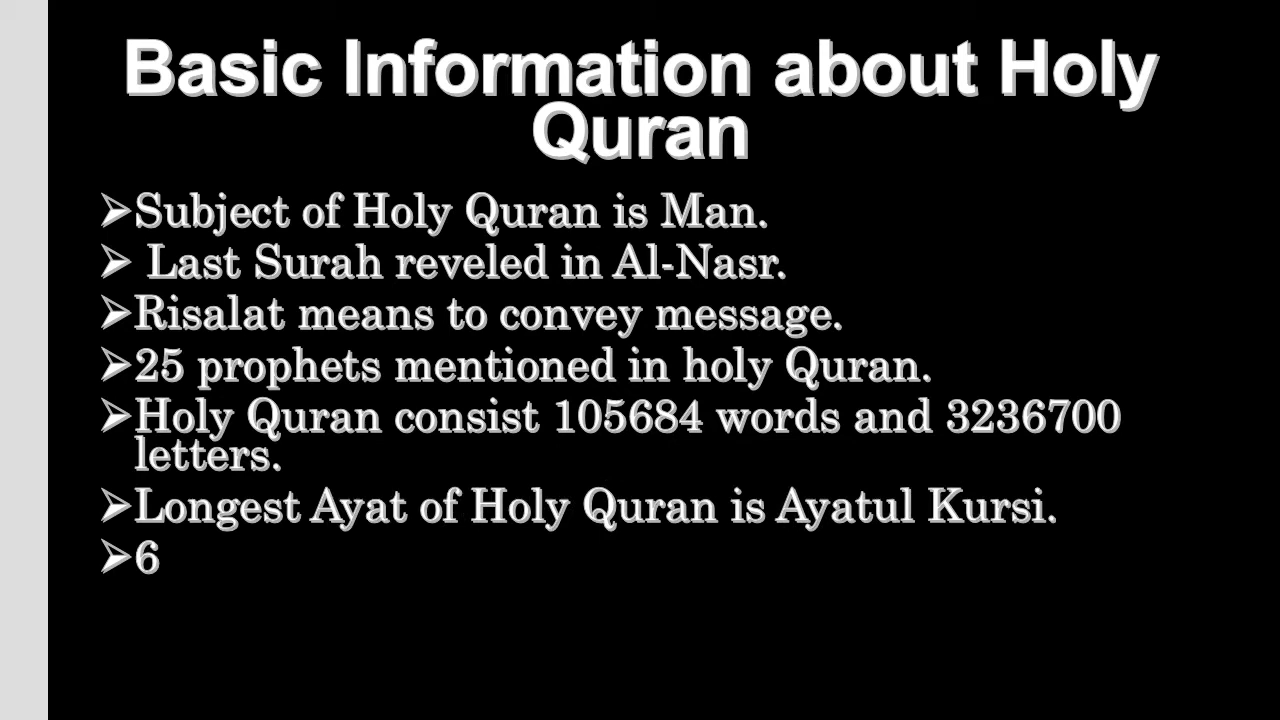 Basic Information about Holy
Quran
➢Subject of Holy Quran is Man.
➢ Last Surah reveled in Al-Nasr.
➢Risalat means to convey message.
➢25 prophets mentioned in holy Quran.
➢Holy Quran consist 105684 words and 3236700
letters.
➢Longest Ayat of Holy Quran is Ayatul Kursi.
➢6